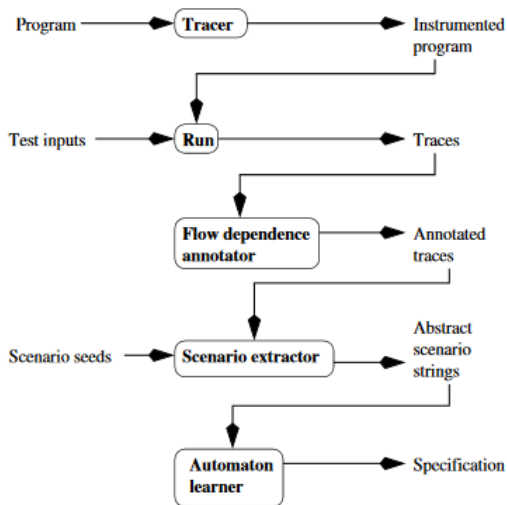 Program
Tracer
Instrumented
program
Test inputs
Run
Traces
Flow dependence
annotator
Annotated
traces
Scenario seeds
Scenario extractor
Abstract
scenario
strings
Automaton
learner
Specification